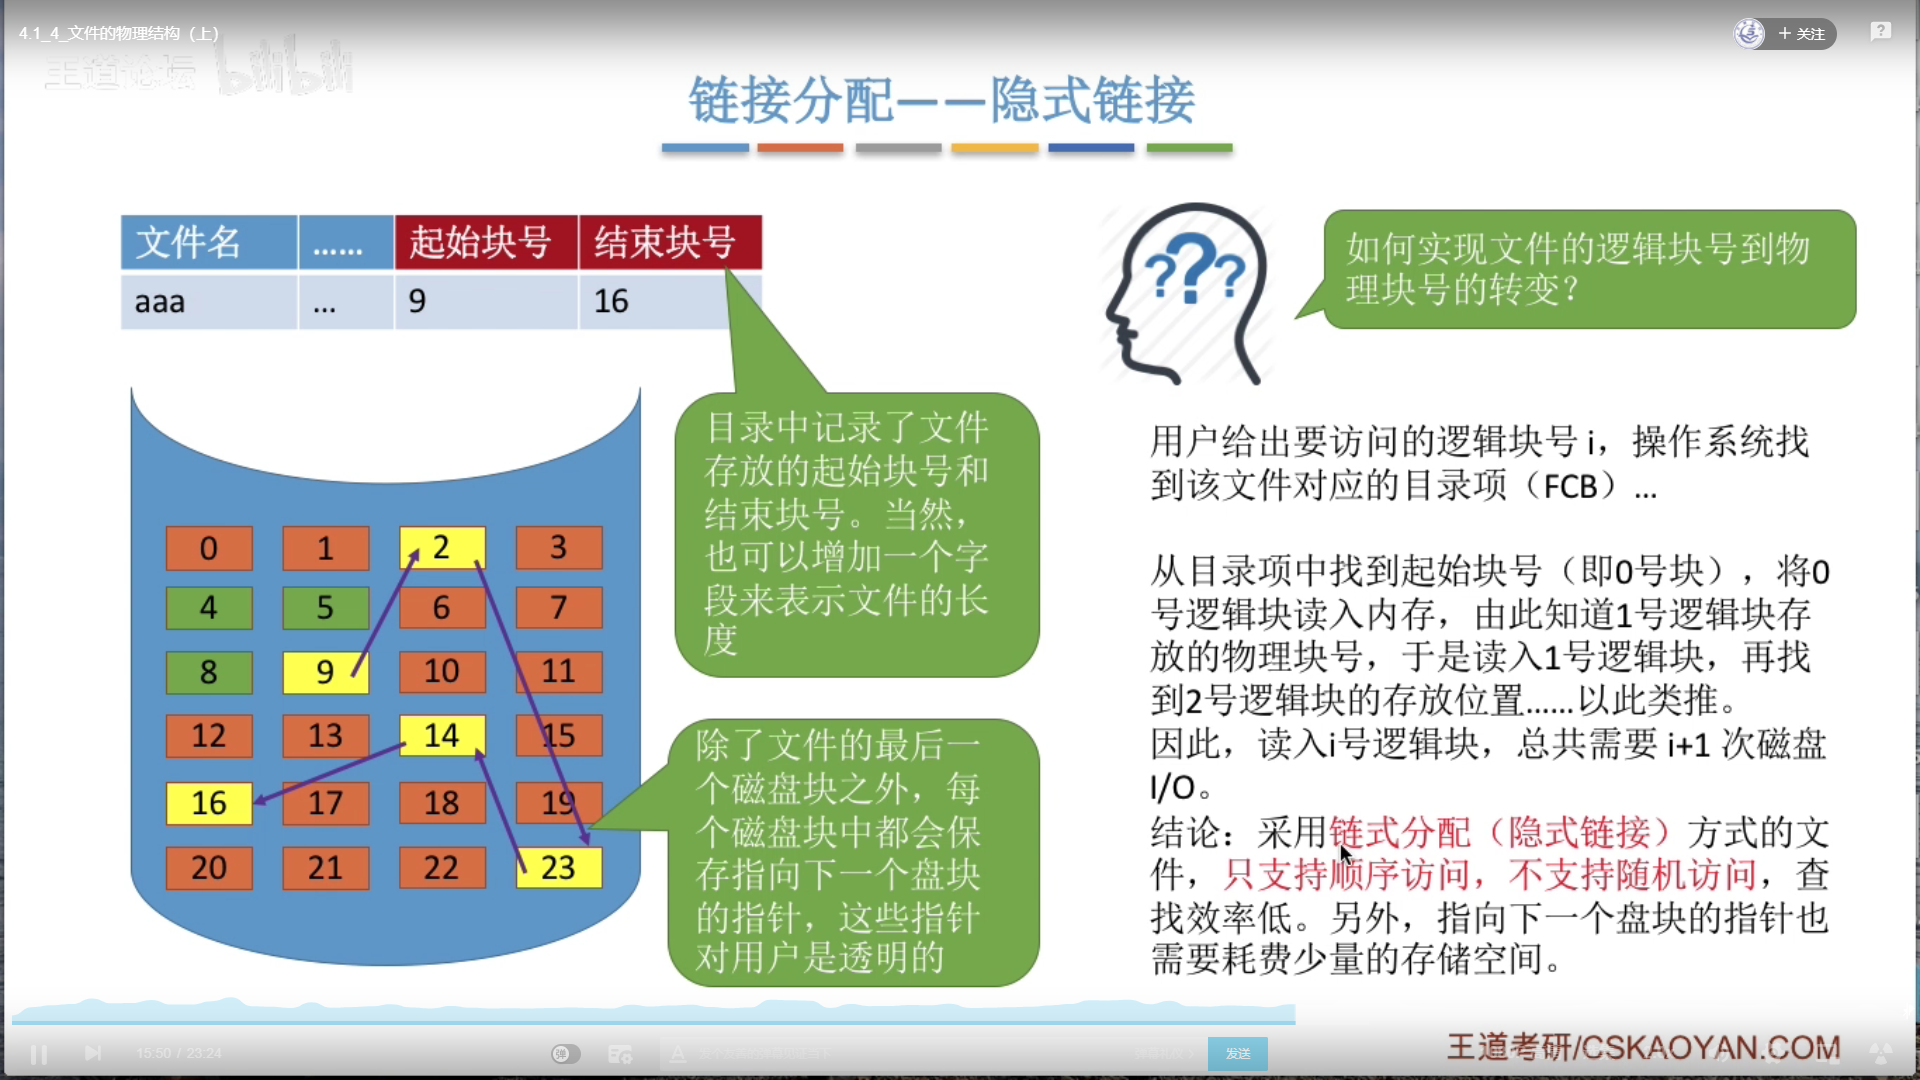 4.1_4_文件的物理结构（上）
关注
?
王道论坛 bilibili
链接分配——隐式链接
文件名 …… 起始块号 结束块号
aaa ... 9 16
???
如何实现文件的逻辑块号到物
理块号的转变？
目录中记录了文件
存放的起始块号和
结束块号。当然，
也可以增加一个字
段来表示文件的长
度
0 1 2 3
4 5 6 7
8 9 10 11
12 13 14 15
16 17 18 19
20 21 22 23
除了文件的最后一
个磁盘块之外，每
个磁盘块中都会保
存指向下一个盘块
的指针，这些指针
对用户是透明的
用户给出要访问的逻辑块号 i，操作系统找
到该文件对应的目录项（FCB）...
从目录项中找到起始块号（即0号块），将0
号逻辑块读入内存，由此知道1号逻辑块存
放的物理块号，于是读入1号逻辑块，再找
到2号逻辑块的存放位置……以此类推。
因此，读入i号逻辑块，总共需要 i+1 次磁盘
I/O。
结论：采用链式分配（隐式链接）方式的文
件，只支持顺序访问，不支持随机访问，查
找效率低。另外，指向下一个盘块的指针也
需要耗费少量的存储空间。
15:50 / 23:24
弹
A
发送
王道考研/CSKAOYAN.COM